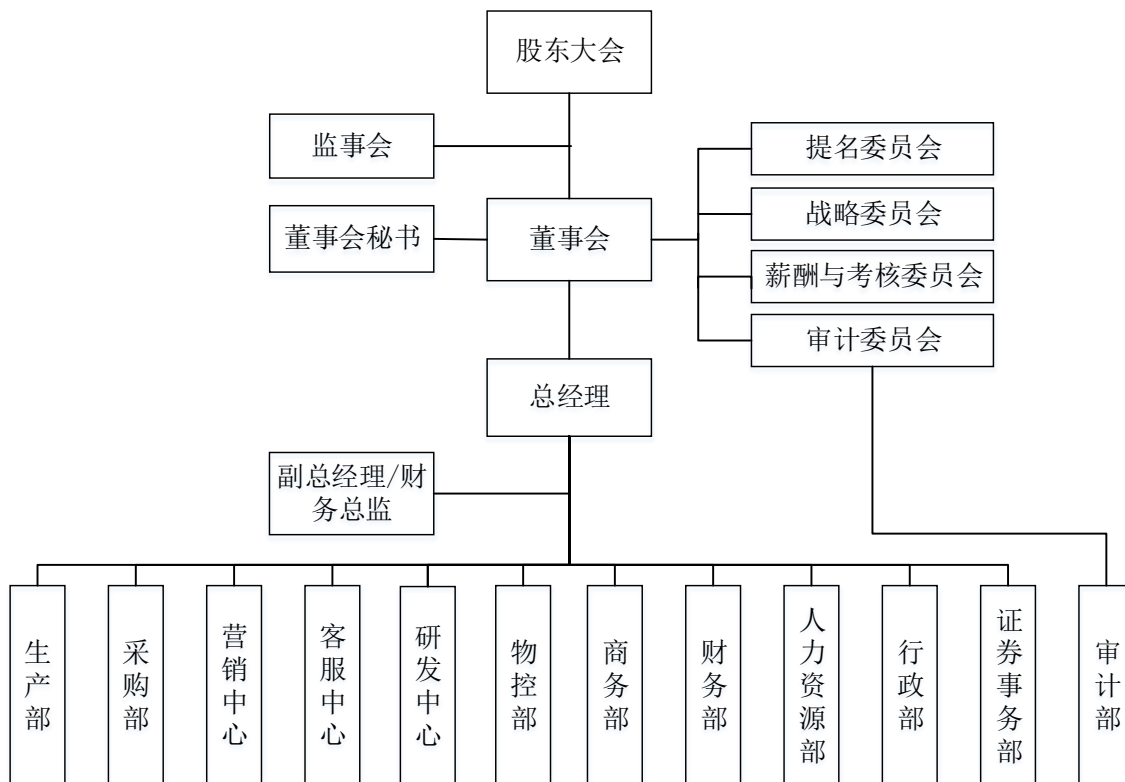 股东大会
监事会
提名委员会
战略委员会
董事会秘书
董事会
薪酬与考核委员会
审计委员会
总经理
副总经理/财
务总监
生产部
采购部
营销中心
客服中心
研发中心
物控部
商务部
财务部
人力资源部
行政部
证券事务部
审计部